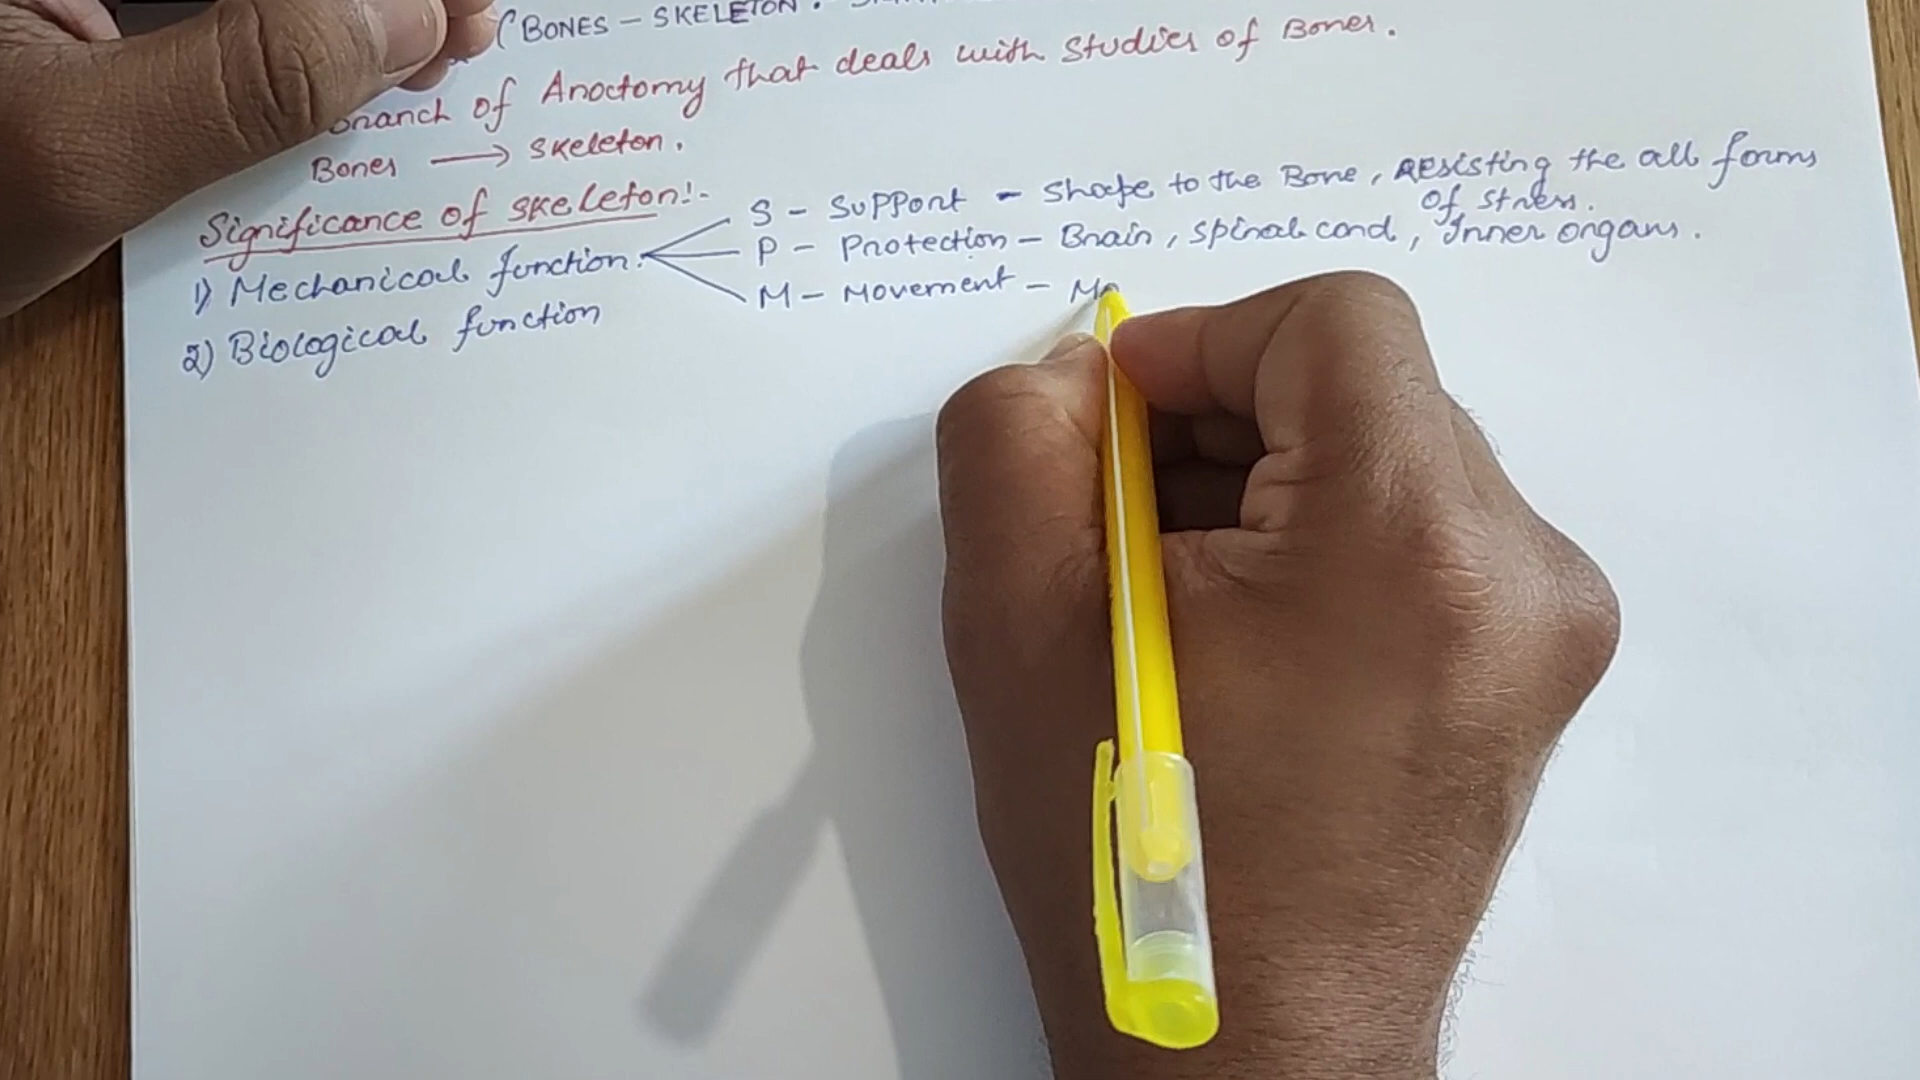 (BONES - SKELETON.
Branch of Anoctomy that deals with studies of Bones.
Bones → skeleton.
Significance of skeleton:-
1) Mechanical function.
S - Support - shape to the Bone, resisting the all forms of stress.
P - Protection - Brain, spinal cord, Inner organs.
M - Movement - Mo
2) Biological function